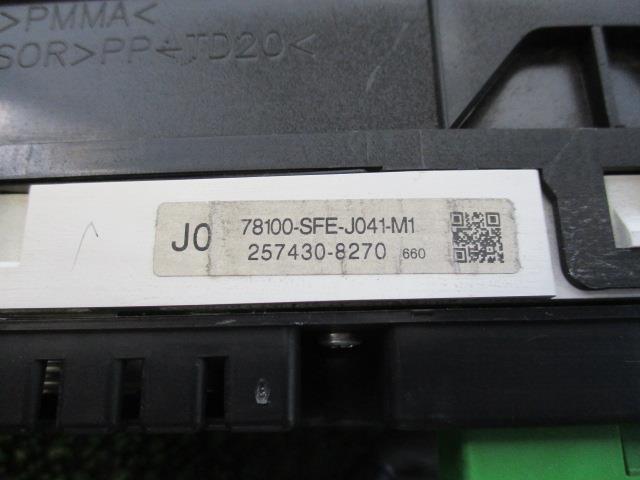 >PMMA<
SOR>PP-TD20<
J0
78100-SFE-J041-M1
257430-8270 660